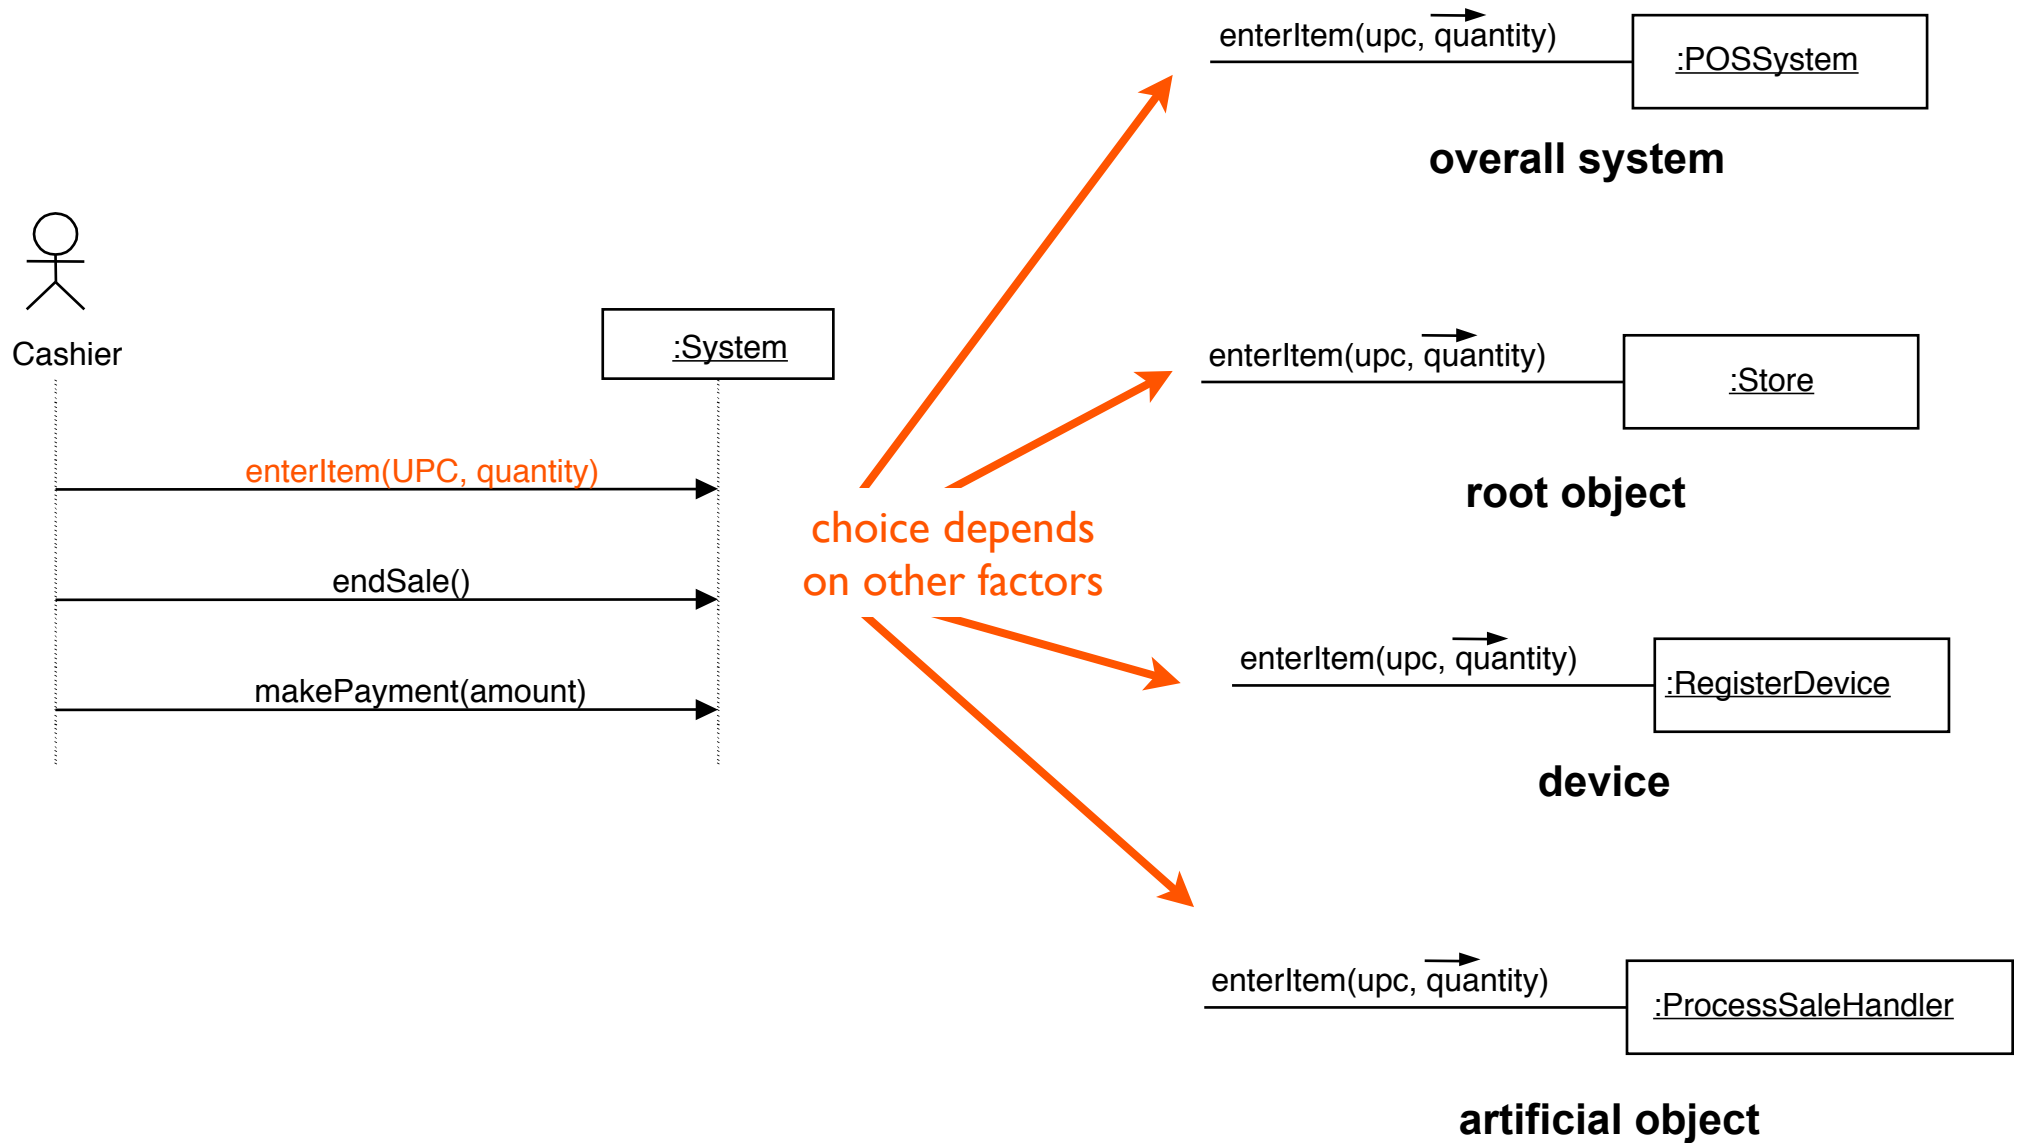 Cashier
:System
enterItem(UPC, quantity)
endSale()
makePayment(amount)
choice depends
on other factors
enterItem(upc, quantity)
:POSSystem
overall system
enterItem(upc, quantity)
:Store
root object
enterItem(upc, quantity)
:RegisterDevice
device
enterItem(upc, quantity)
:ProcessSaleHandler
artificial object